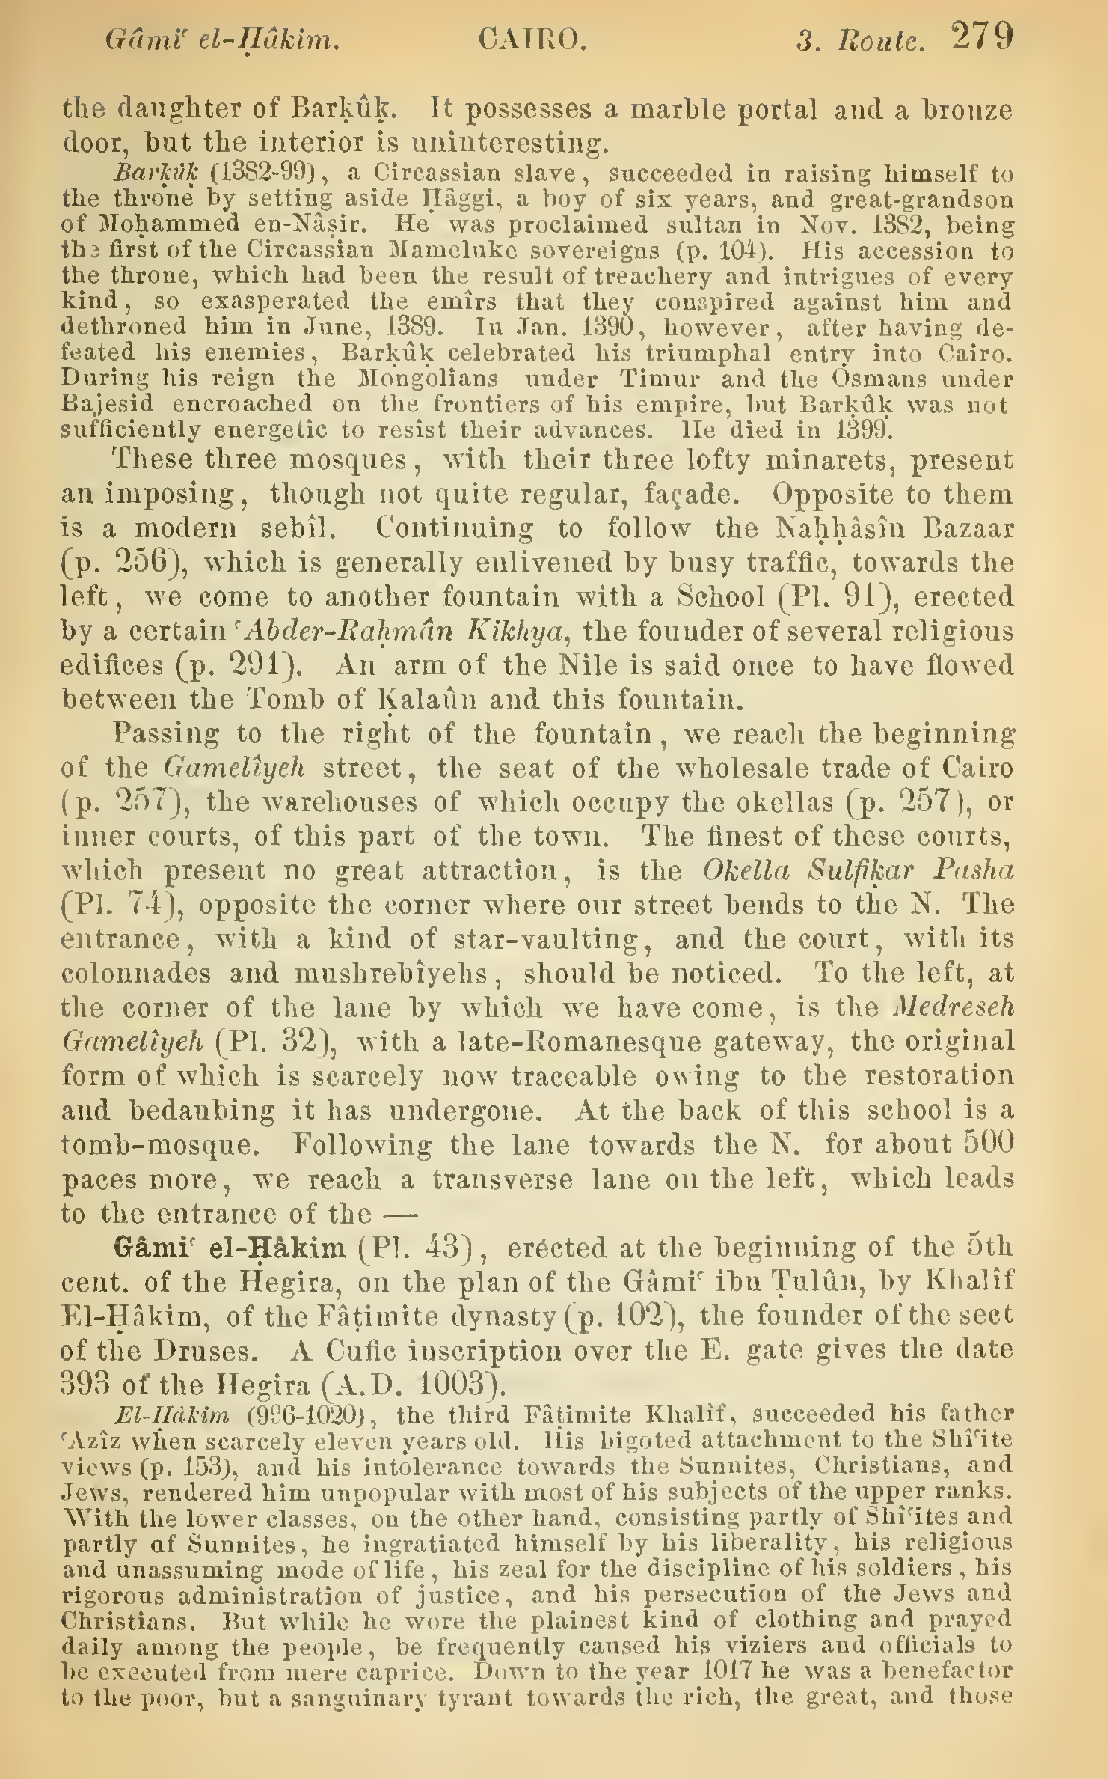 Gâmiʿ el-Ḥâkim. CAIRO. 3. Route. 279
the daughter of Barḳûḳ. It possesses a marble portal and a bronze
door, but the interior is uninteresting.
Barḳûḳ (1382-99), a Circassian slave, succeeded in raising himself to
the throne by setting aside Ḥâggi, a boy of six years, and great-grandson
of Moḥammed en-Nâṣir. He was proclaimed sultan in Nov. 1382, being
the first of the Circassian Mameluke sovereigns (p. 104). His accession to
the throne, which had been the result of treachery and intrigues of every
kind, so exasperated the emîrs that they conspired against him and
dethroned him in June, 1389. In Jan. 1390, however, after having de-
feated his enemies, Barḳûḳ celebrated his triumphal entry into Cairo.
During his reign the Mongolians under Timur and the Osmans under
Bajesid encroached on the frontiers of his empire, but Barḳûḳ was not
sufficiently energetic to resist their advances. He died in 1399.
These three mosques, with their three lofty minarets, present
an imposing, though not quite regular, façade. Opposite to them
is a modern sebîl. Continuing to follow the Naḥḥâsîn Bazaar
(p. 256), which is generally enlivened by busy traffic, towards the
left, we come to another fountain with a School (Pl. 91), erected
by a certain ʿAbder-Raḥmân Kikhya, the founder of several religious
edifices (p. 291). An arm of the Nile is said once to have flowed
between the Tomb of Ḳalaûn and this fountain.
Passing to the right of the fountain, we reach the beginning
of the Gamelîyeh street, the seat of the wholesale trade of Cairo
(p. 257), the warehouses of which occupy the okellas (p. 257), or
inner courts, of this part of the town. The finest of these courts,
which present no great attraction, is the Okella Sulfiḳar Pasha
(Pl. 74), opposite the corner where our street bends to the N. The
entrance, with a kind of star-vaulting, and the court, with its
colonnades and mushrebîyehs, should be noticed. To the left, at
the corner of the lane by which we have come, is the Medreseh
Gamelîyeh (Pl. 32), with a late-Romanesque gateway, the original
form of which is scarcely now traceable owing to the restoration
and bedaubing it has undergone. At the back of this school is a
tomb-mosque. Following the lane towards the N. for about 500
paces more, we reach a transverse lane on the left, which leads
to the entrance of the —
Gâmiʿ el-Ḥâkim (Pl. 43), erected at the beginning of the 5th
cent. of the Hegira, on the plan of the Gâmiʿ ibn Ṭulûn, by Khalîf
El-Ḥâkim, of the Fâṭimite dynasty (p. 102), the founder of the sect
of the Druses. A Cufic inscription over the E. gate gives the date
393 of the Hegira (A.D. 1003).
El-Ḥâkim (996-1020), the third Fâṭimite Khalîf, succeeded his father
ʿAzîz when scarcely eleven years old. His bigoted attachment to the Shîʿite
views (p. 153), and his intolerance towards the Sunnites, Christians, and
Jews, rendered him unpopular with most of his subjects of the upper ranks.
With the lower classes, on the other hand, consisting partly of Shîʿites and
partly of Sunnites, he ingratiated himself by his liberality, his religious
and unassuming mode of life, his zeal for the discipline of his soldiers, his
rigorous administration of justice, and his persecution of the Jews and
Christians. But while he wore the plainest kind of clothing and prayed
daily among the people, he frequently caused his viziers and officials to
be executed from mere caprice. Down to the year 1017 he was a benefactor
to the poor, but a sanguinary tyrant towards the rich, the great, and those